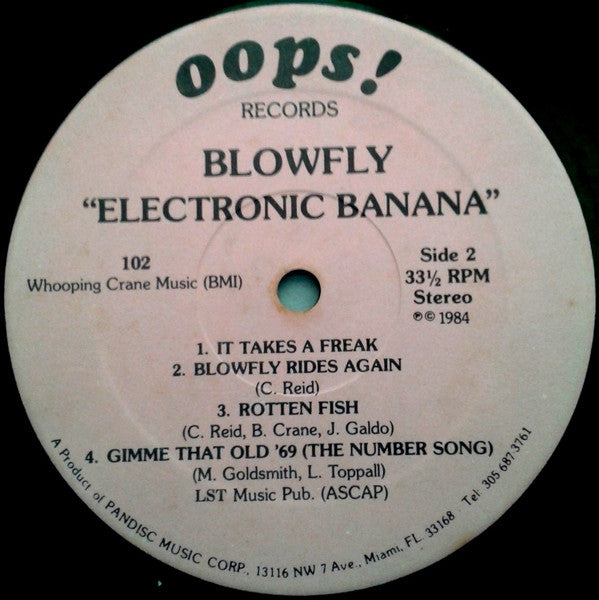 oops!
RECORDS
BLOWFLY
"ELECTRONIC BANANA"
102
Whooping Crane Music (BMI)
Side 2
33⅓ RPM
Stereo
℗© 1984
1. IT TAKES A FREAK
2. BLOWFLY RIDES AGAIN
(C. Reid)
3. ROTTEN FISH
(C. Reid, B. Crane, J. Galdo)
4. GIMME THAT OLD '69 (THE NUMBER SONG)
(M. Goldsmith, L. Toppall)
LST Music Pub. (ASCAP)
A Product of PANDISC MUSIC CORP., 13116 NW 7 Ave., Miami, FL 33168 Tel: 305 687 3761